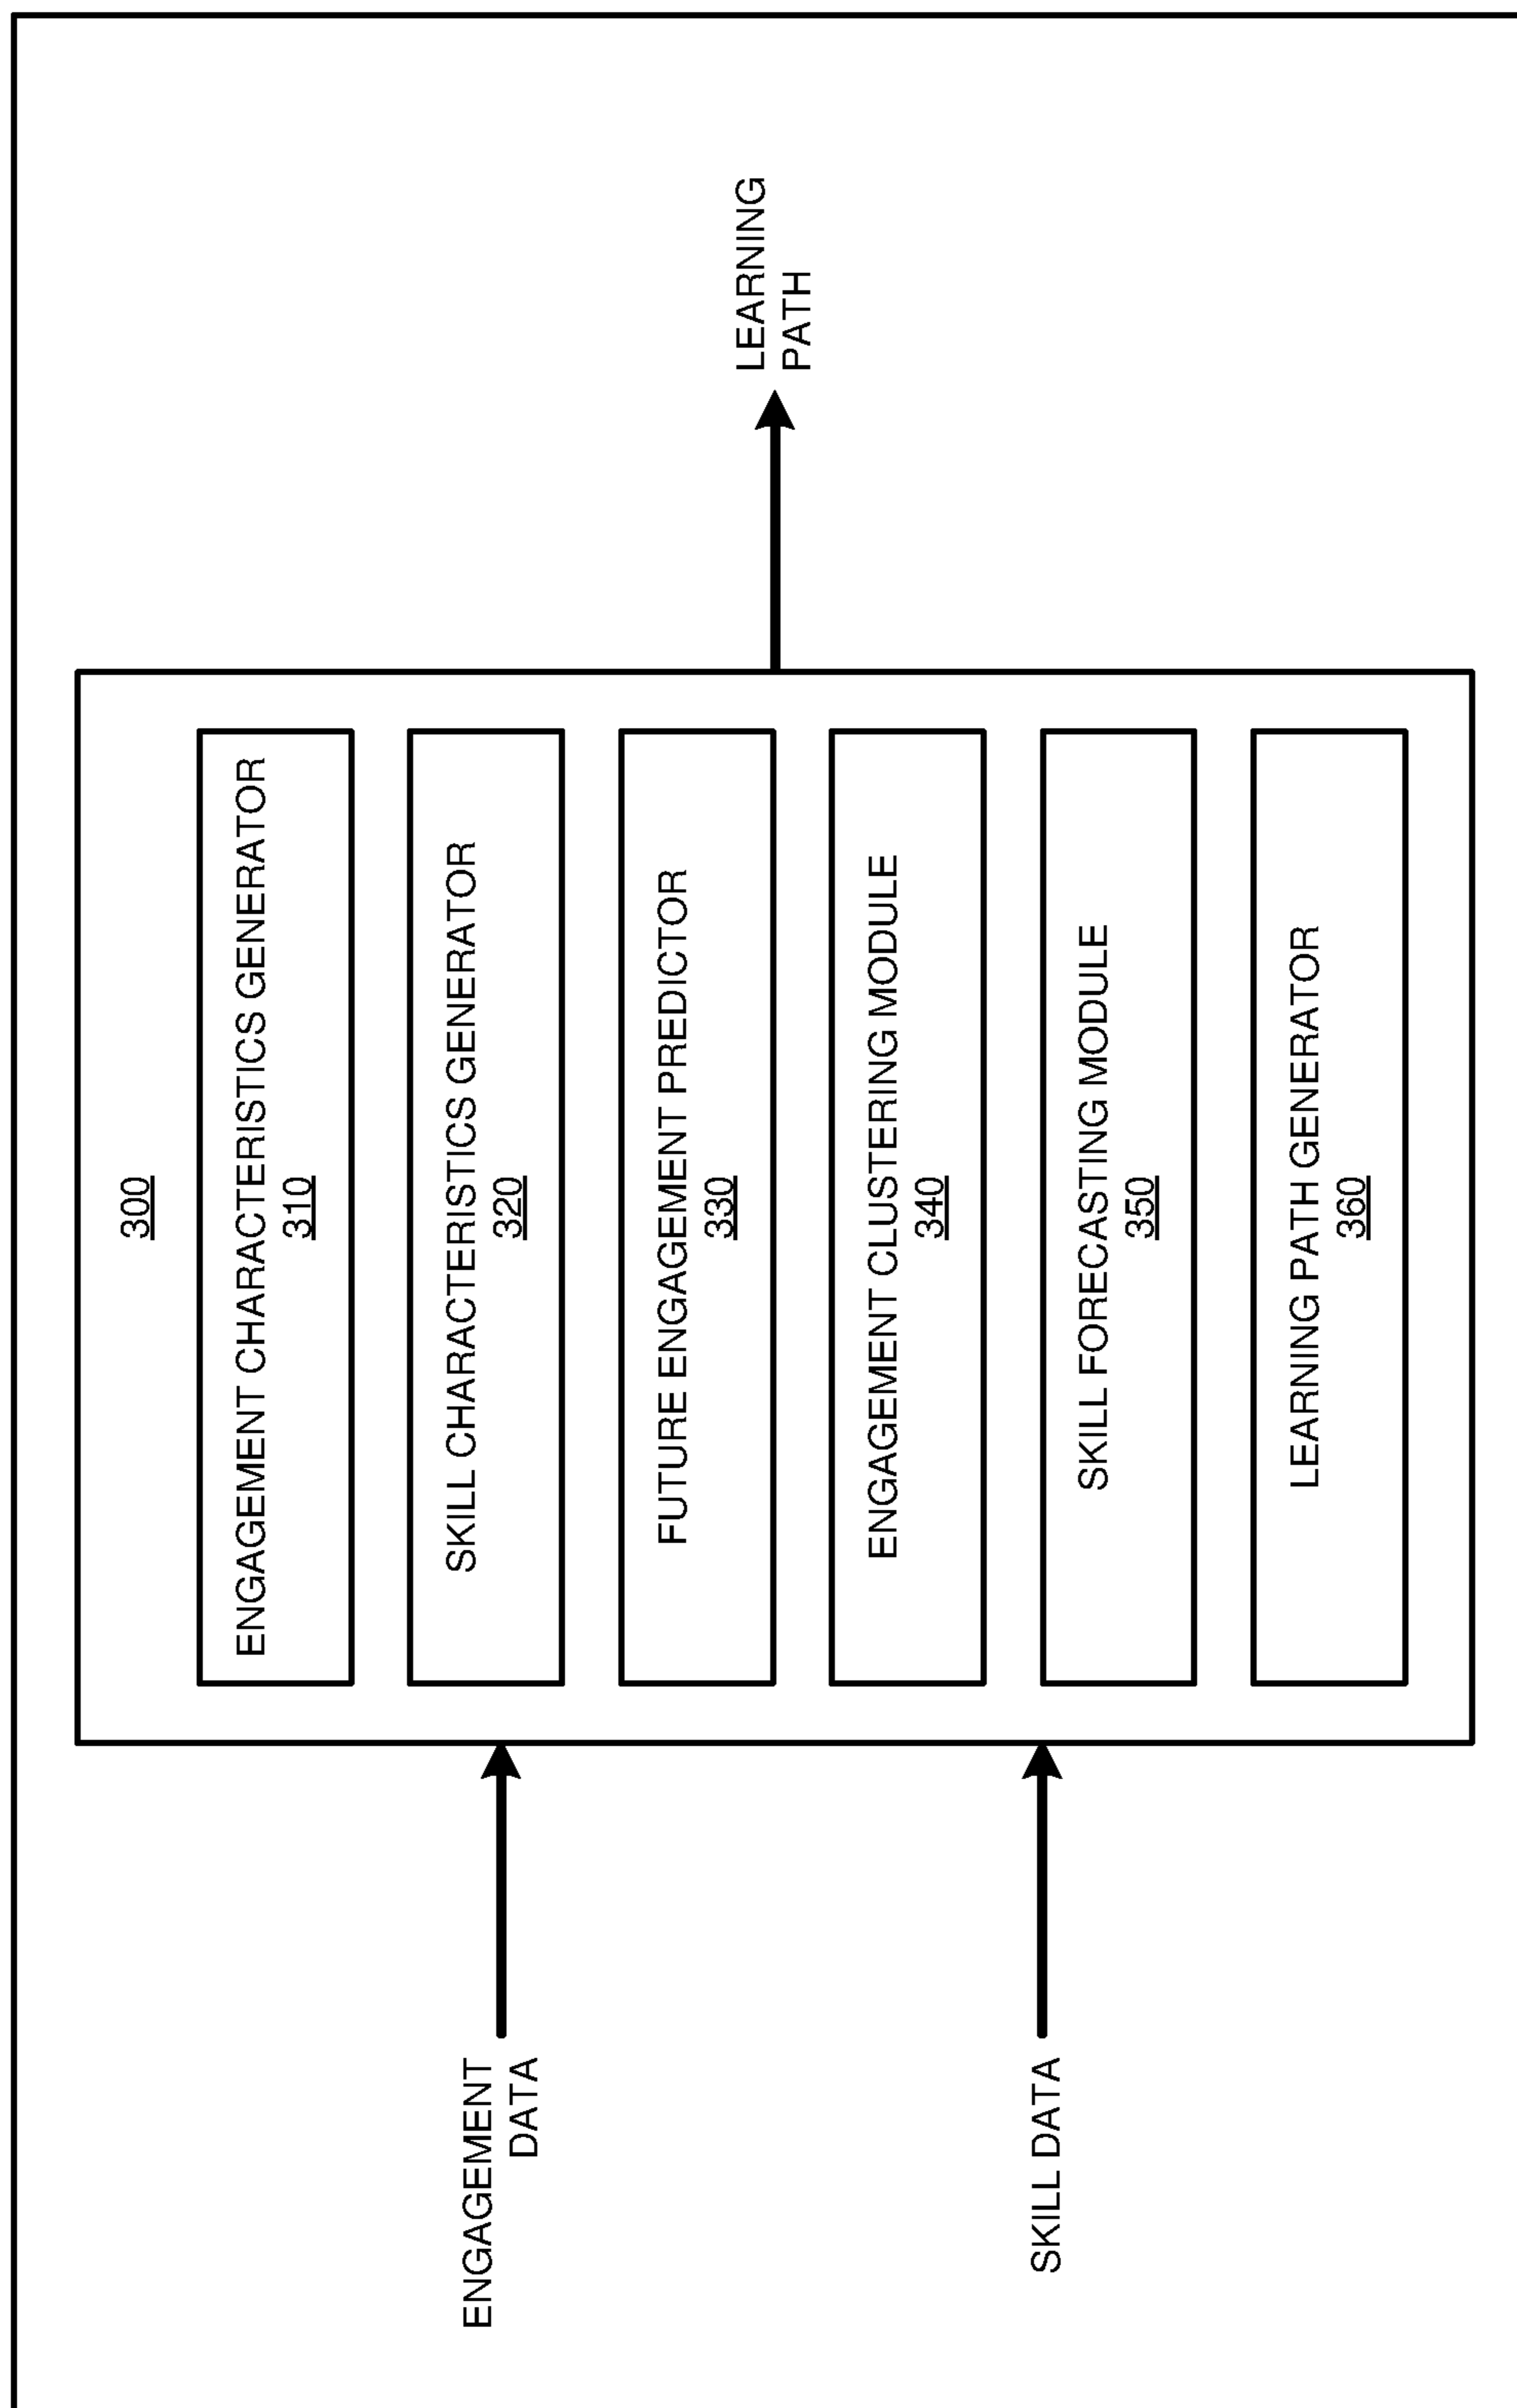 ENGAGEMENT
DATA
SKILL DATA
300
ENGAGEMENT CHARACTERISTICS GENERATOR
310
SKILL CHARACTERISTICS GENERATOR
320
FUTURE ENGAGEMENT PREDICTOR
330
ENGAGEMENT CLUSTERING MODULE
340
SKILL FORECASTING MODULE
350
LEARNING PATH GENERATOR
360
LEARNING
PATH